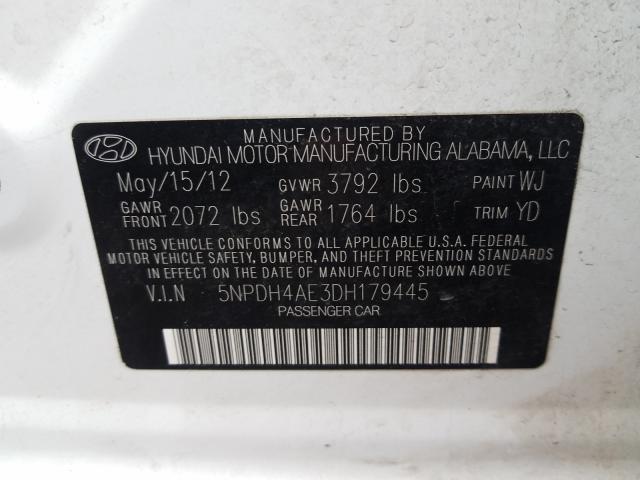 MANUFACTURED BY
HYUNDAI MOTOR MANUFACTURING ALABAMA, LLC
May/15/12 GVWR 3792 lbs PAINT WJ
GAWR FRONT 2072 lbs GAWR REAR 1764 lbs TRIM YD
THIS VEHICLE CONFORMS TO ALL APPLICABLE U.S.A. FEDERAL
MOTOR VEHICLE SAFETY, BUMPER, AND THEFT PREVENTION STANDARDS
IN EFFECT ON THE DATE OF MANUFACTURE SHOWN ABOVE
V.I.N 5NPDH4AE3DH179445
PASSENGER CAR